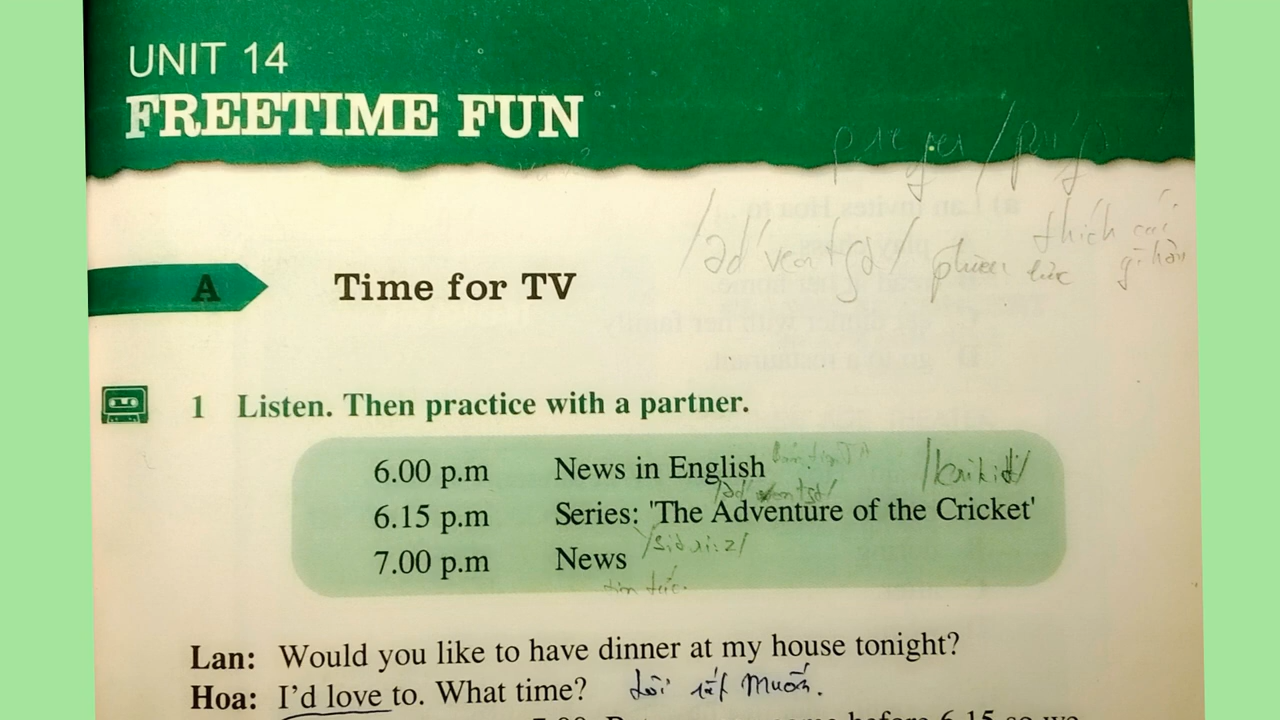 UNIT 14
FREETIME FUN
prefer
/əd'ventʃə/ phiêu lưu
thích cái gì hơn
A Time for TV
1 Listen. Then practice with a partner.
6.00 p.m News in English
/krikit/
6.15 p.m Series: 'The Adventure of the Cricket'
7.00 p.m News
tin tức
Lan: Would you like to have dinner at my house tonight?
Hoa: I'd love to. What time? tôi rất muốn.